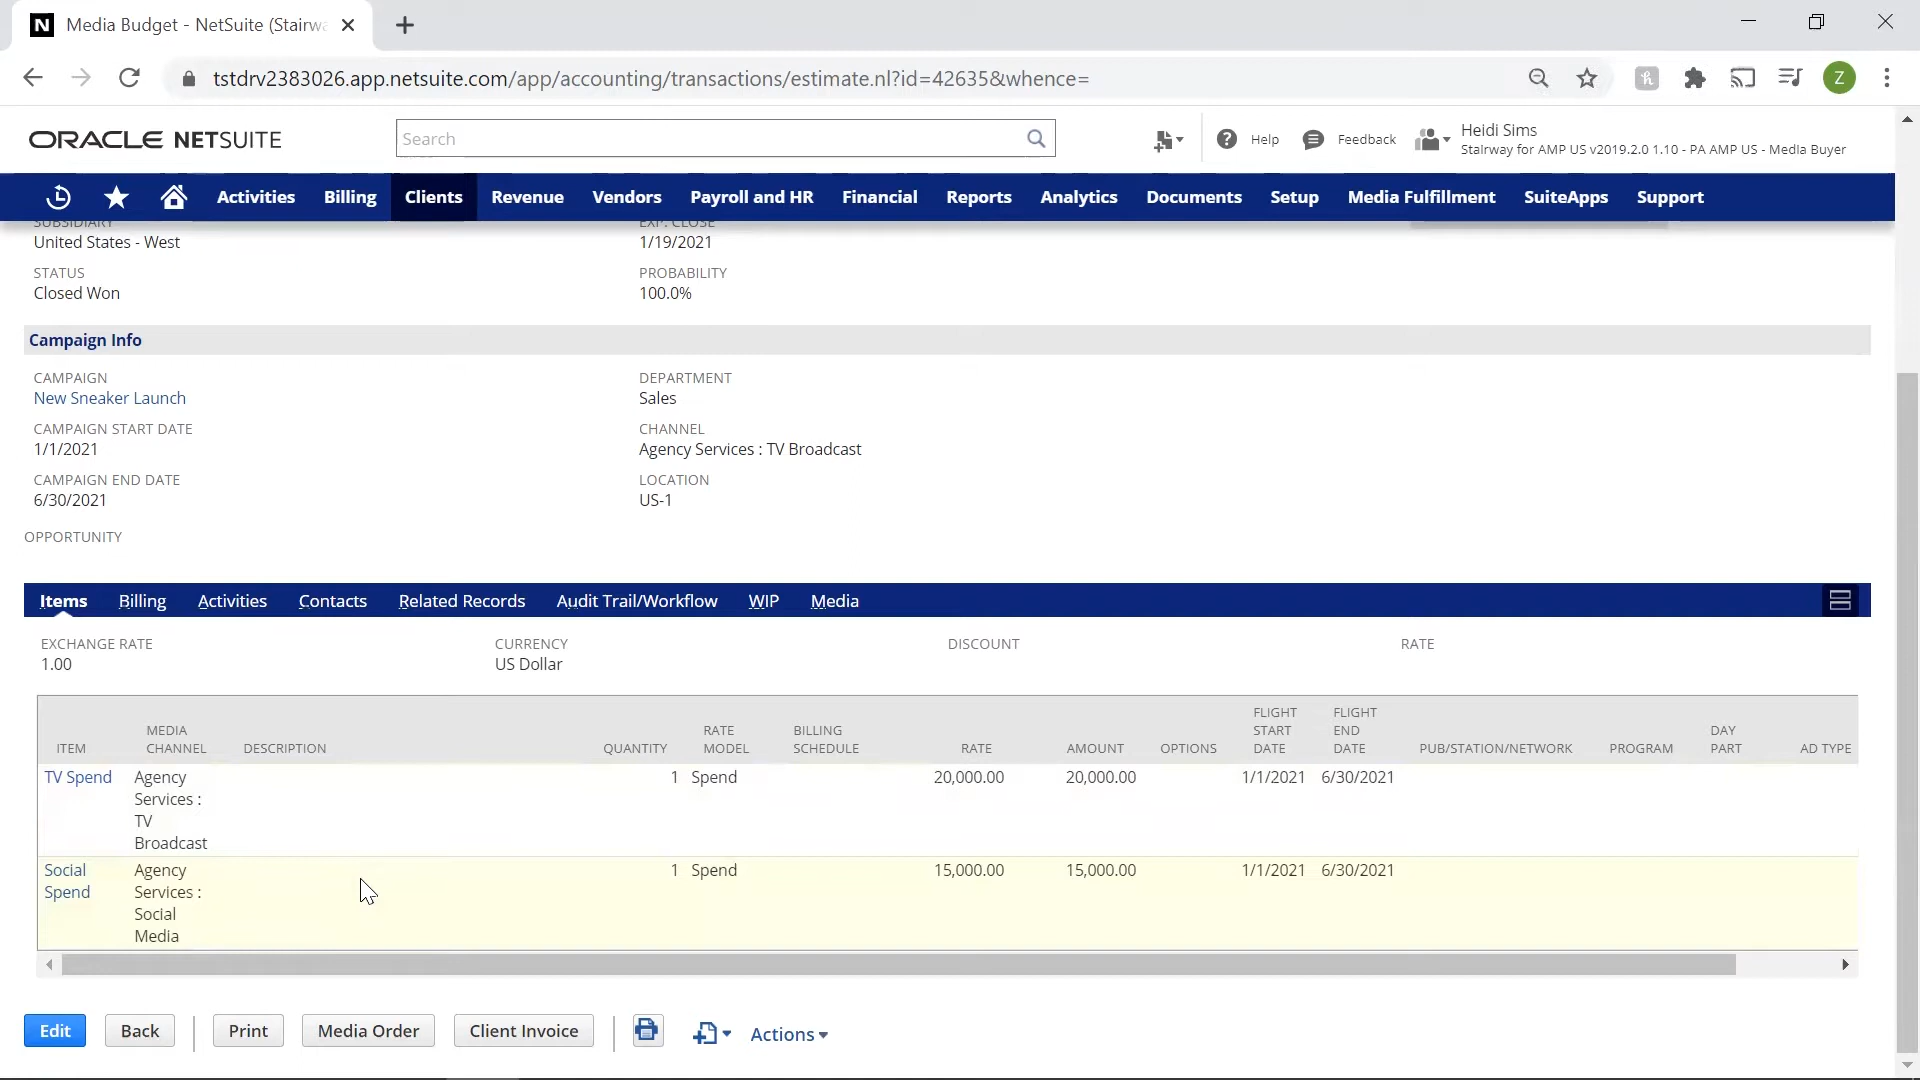 N Media Budget - NetSuite (Stairwa
tstdrv2383026.app.netsuite.com/app/accounting/transactions/estimate.nl?id=42635&whence=
h
Z
ORACLE NETSUITE
Search
Help
Feedback
Heidi Sims
Stairway for AMP US v2019.2.0 1.10 - PA AMP US - Media Buyer
Activities Billing Clients Revenue Vendors Payroll and HR Financial Reports Analytics Documents Setup Media Fulfillment SuiteApps Support
SUBSIDIARY
United States - West
EXP. CLOSE
1/19/2021
STATUS
Closed Won
PROBABILITY
100.0%
Campaign Info
CAMPAIGN
New Sneaker Launch
DEPARTMENT
Sales
CAMPAIGN START DATE
1/1/2021
CHANNEL
Agency Services : TV Broadcast
CAMPAIGN END DATE
6/30/2021
LOCATION
US-1
OPPORTUNITY
Items Billing Activities Contacts Related Records Audit Trail/Workflow WIP Media
EXCHANGE RATE
1.00
CURRENCY
US Dollar
DISCOUNT
RATE
ITEM
MEDIA
CHANNEL
DESCRIPTION
QUANTITY
RATE
MODEL
BILLING
SCHEDULE
RATE
AMOUNT
OPTIONS
FLIGHT
START
DATE
FLIGHT
END
DATE
PUB/STATION/NETWORK
PROGRAM
DAY
PART
AD TYPE
TV Spend
Agency
Services :
TV
Broadcast
1 Spend 20,000.00 20,000.00 1/1/2021 6/30/2021
Social
Spend
Agency
Services :
Social
Media
1 Spend 15,000.00 15,000.00 1/1/2021 6/30/2021
Edit Back Print Media Order Client Invoice Actions